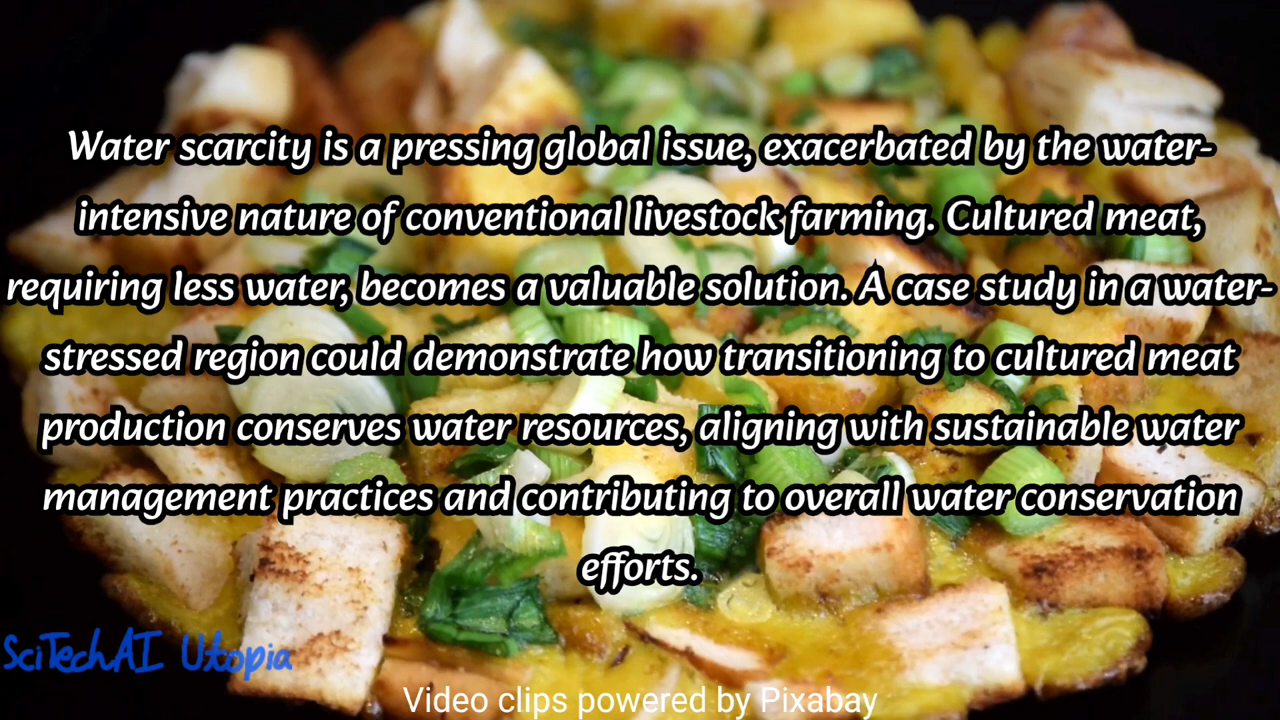 Water scarcity is a pressing global issue, exacerbated by the water-
intensive nature of conventional livestock farming. Cultured meat,
requiring less water, becomes a valuable solution. A case study in a water-
stressed region could demonstrate how transitioning to cultured meat
production conserves water resources, aligning with sustainable water
management practices and contributing to overall water conservation
efforts.
SciTechAI Utopia
Video clips powered by Pixabay